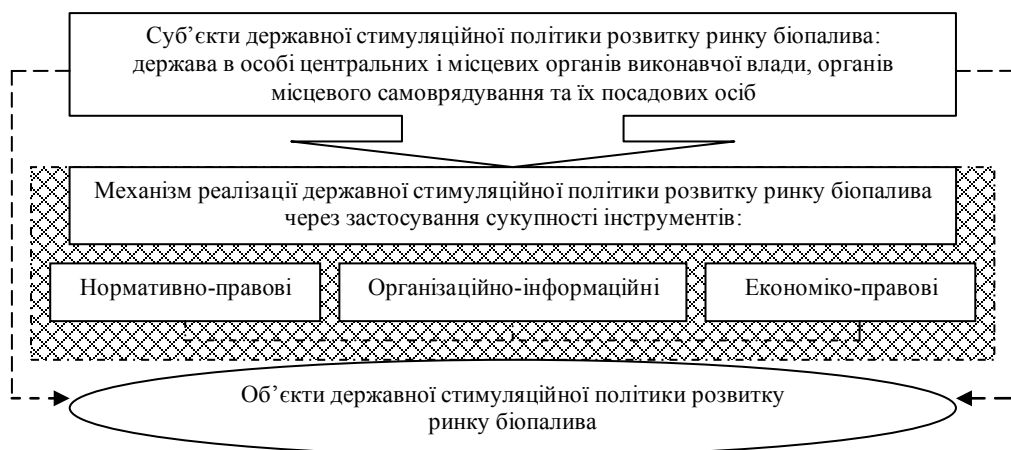 Суб’єкти державної стимуляційної політики розвитку ринку біопалива:
держава в особі центральних і місцевих органів виконавчої влади, органів
місцевого самоврядування та їх посадових осіб
Механізм реалізації державної стимуляційної політики розвитку ринку біопалива
через застосування сукупності інструментів:
Нормативно-правові
Організаційно-інформаційні
Економіко-правові
Об’єкти державної стимуляційної політики розвитку
ринку біопалива